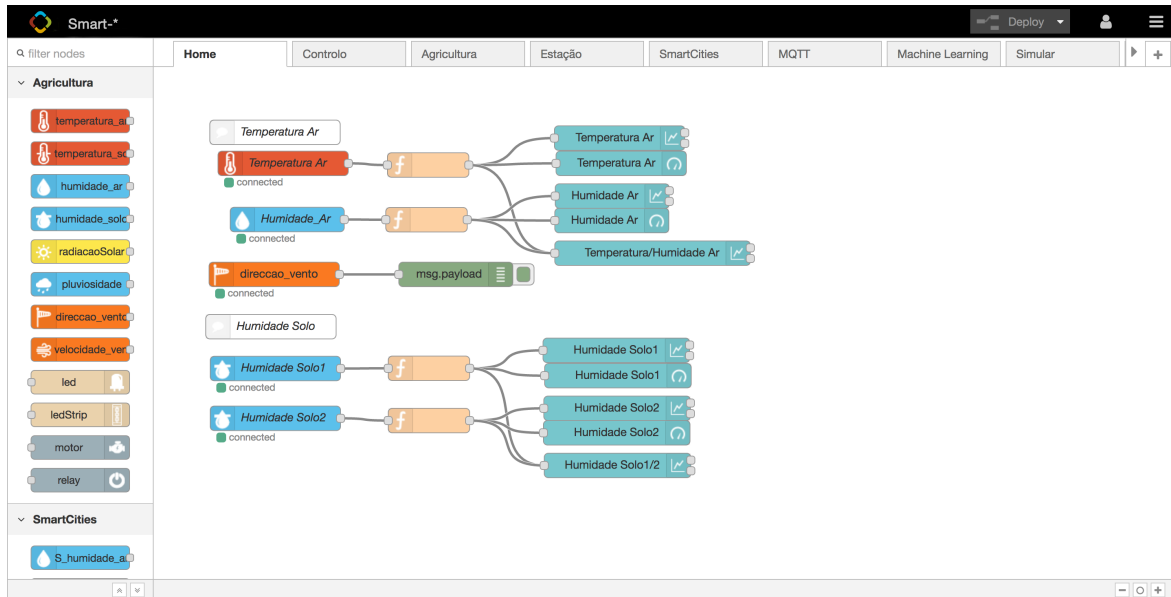 Smart-*
Deploy
filter nodes
Home
Controlo
Agricultura
Estação
SmartCities
MQTT
Machine Learning
Simular
Agricultura
temperatura_ar
temperatura_so
humidade_ar
humidade_solo
radiacaoSolar
pluviosidade
direccao_vento
velocidade_ven
led
ledStrip
motor
relay
SmartCities
S_humidade_a
Temperatura Ar
Temperatura Ar
connected
Temperatura Ar
Temperatura Ar
Humidade_Ar
connected
Humidade Ar
Humidade Ar
Temperatura/Humidade Ar
direccao_vento
connected
msg.payload
Humidade Solo
Humidade Solo1
connected
Humidade Solo1
Humidade Solo1
Humidade Solo2
connected
Humidade Solo2
Humidade Solo2
Humidade Solo1/2